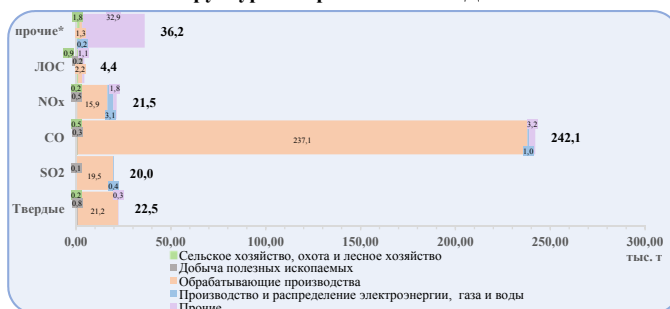 1,8 32,9
прочие* 1,3 36,2
0,2
0,9 1,1
ЛОС 0,2 4,4
2,2
0,2 1,8
NOx 0,5 15,9 21,5
3,1
0,5 3,2
CO 0,3 237,1 242,1
1,0
SO2 0,1 19,5 20,0
0,4
0,2 0,3
Твердые 0,8 21,2 22,5
0,00 50,00 100,00 150,00 200,00 250,00 300,00
тыс. т
Сельское хозяйство, охота и лесное хозяйство
Добыча полезных ископаемых
Обрабатывающие производства
Производство и распределение электроэнергии, газа и воды
Прочие